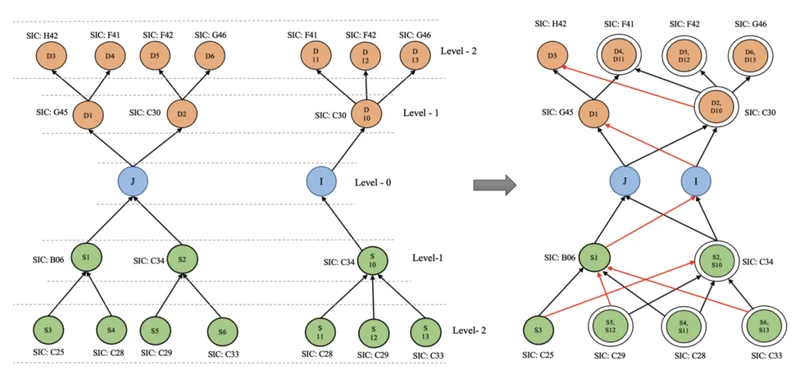 SIC: H42 SIC: F41 SIC: F42 SIC: G46 SIC: F41 SIC: F42 SIC: G46 Level - 2
D3 D4 D5 D6 D 11 D 12 D 13
SIC: G45 D1 SIC: C30 D2 SIC: C30 D 10 Level - 1
J I Level - 0
SIC: B06 S1 SIC: C34 S2 SIC: C34 S 10 Level-1
S3 S4 S5 S6 S 11 S 12 S 13 Level- 2
SIC: C25 SIC: C28 SIC: C29 SIC: C33 SIC: C28 SIC: C29 SIC: C33
SIC: H42 SIC: F41 SIC: F42 SIC: G46
D3 D4, D11 D5, D12 D6, D13
SIC: G45 D1 D2, D10 SIC: C30
J I
SIC: B06 S1 S2, S10 SIC: C34
S3 S5, S12 S4, S11 S6, S13
SIC: C25 SIC: C29 SIC: C28 SIC: C33